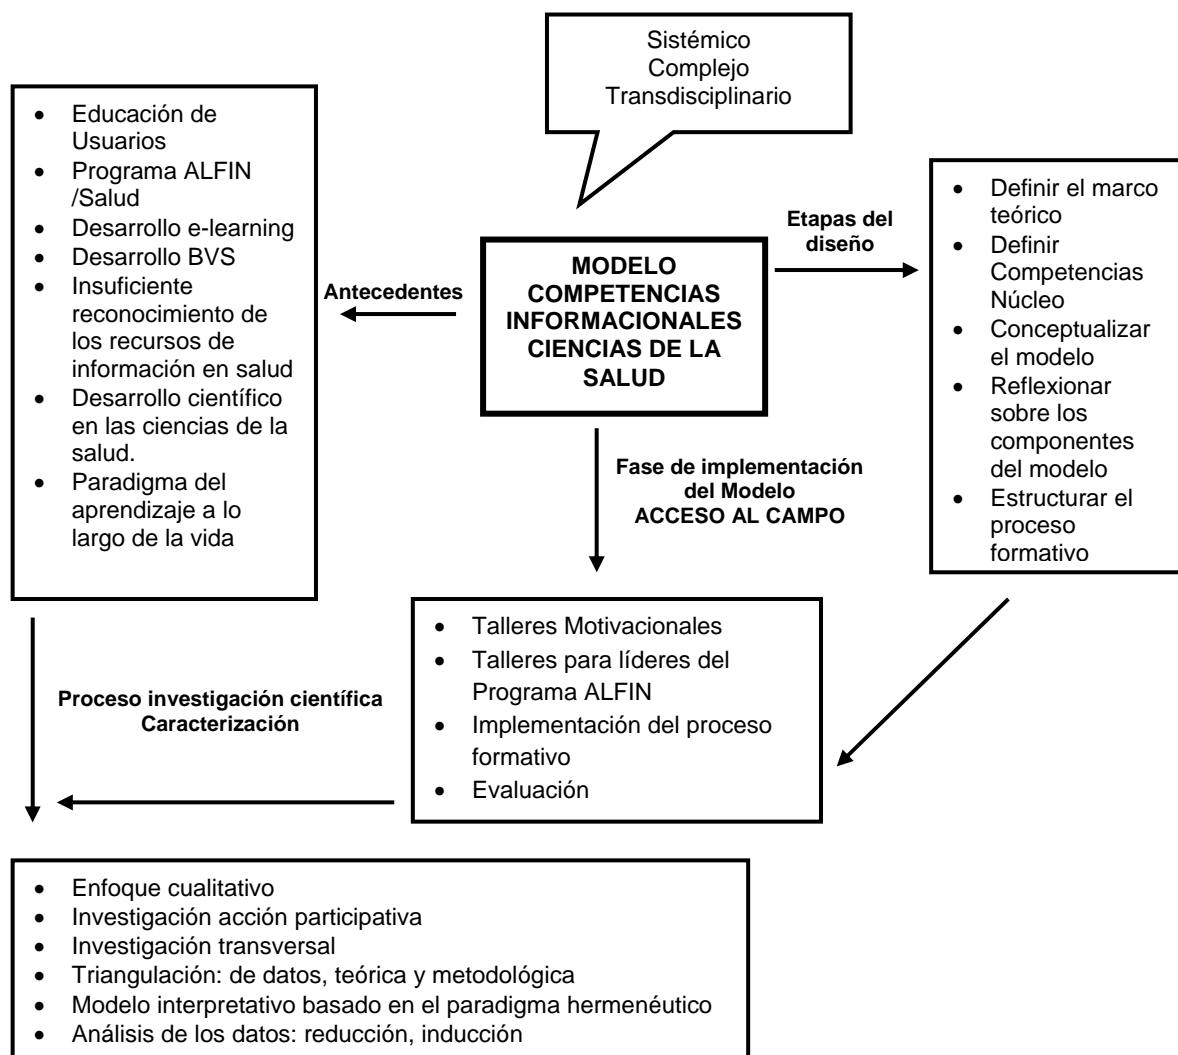 Sistémico
Complejo
Transdisciplinario
• Educación de
Usuarios
• Programa ALFIN
/Salud
• Desarrollo e-learning
• Desarrollo BVS
• Insuficiente
reconocimiento de
los recursos de
información en salud
• Desarrollo científico
en las ciencias de la
salud.
• Paradigma del
aprendizaje a lo
largo de la vida
Antecedentes
MODELO
COMPETENCIAS
INFORMACIONALES
CIENCIAS DE LA
SALUD
Etapas del
diseño
• Definir el marco
teórico
• Definir
Competencias
Núcleo
• Conceptualizar
el modelo
• Reflexionar
sobre los
componentes
del modelo
• Estructurar el
proceso
formativo
Fase de implementación
del Modelo
ACCESO AL CAMPO
• Talleres Motivacionales
• Talleres para líderes del
Programa ALFIN
• Implementación del proceso
formativo
• Evaluación
Proceso investigación científica
Caracterización
• Enfoque cualitativo
• Investigación acción participativa
• Investigación transversal
• Triangulación: de datos, teórica y metodológica
• Modelo interpretativo basado en el paradigma hermenéutico
• Análisis de los datos: reducción, inducción